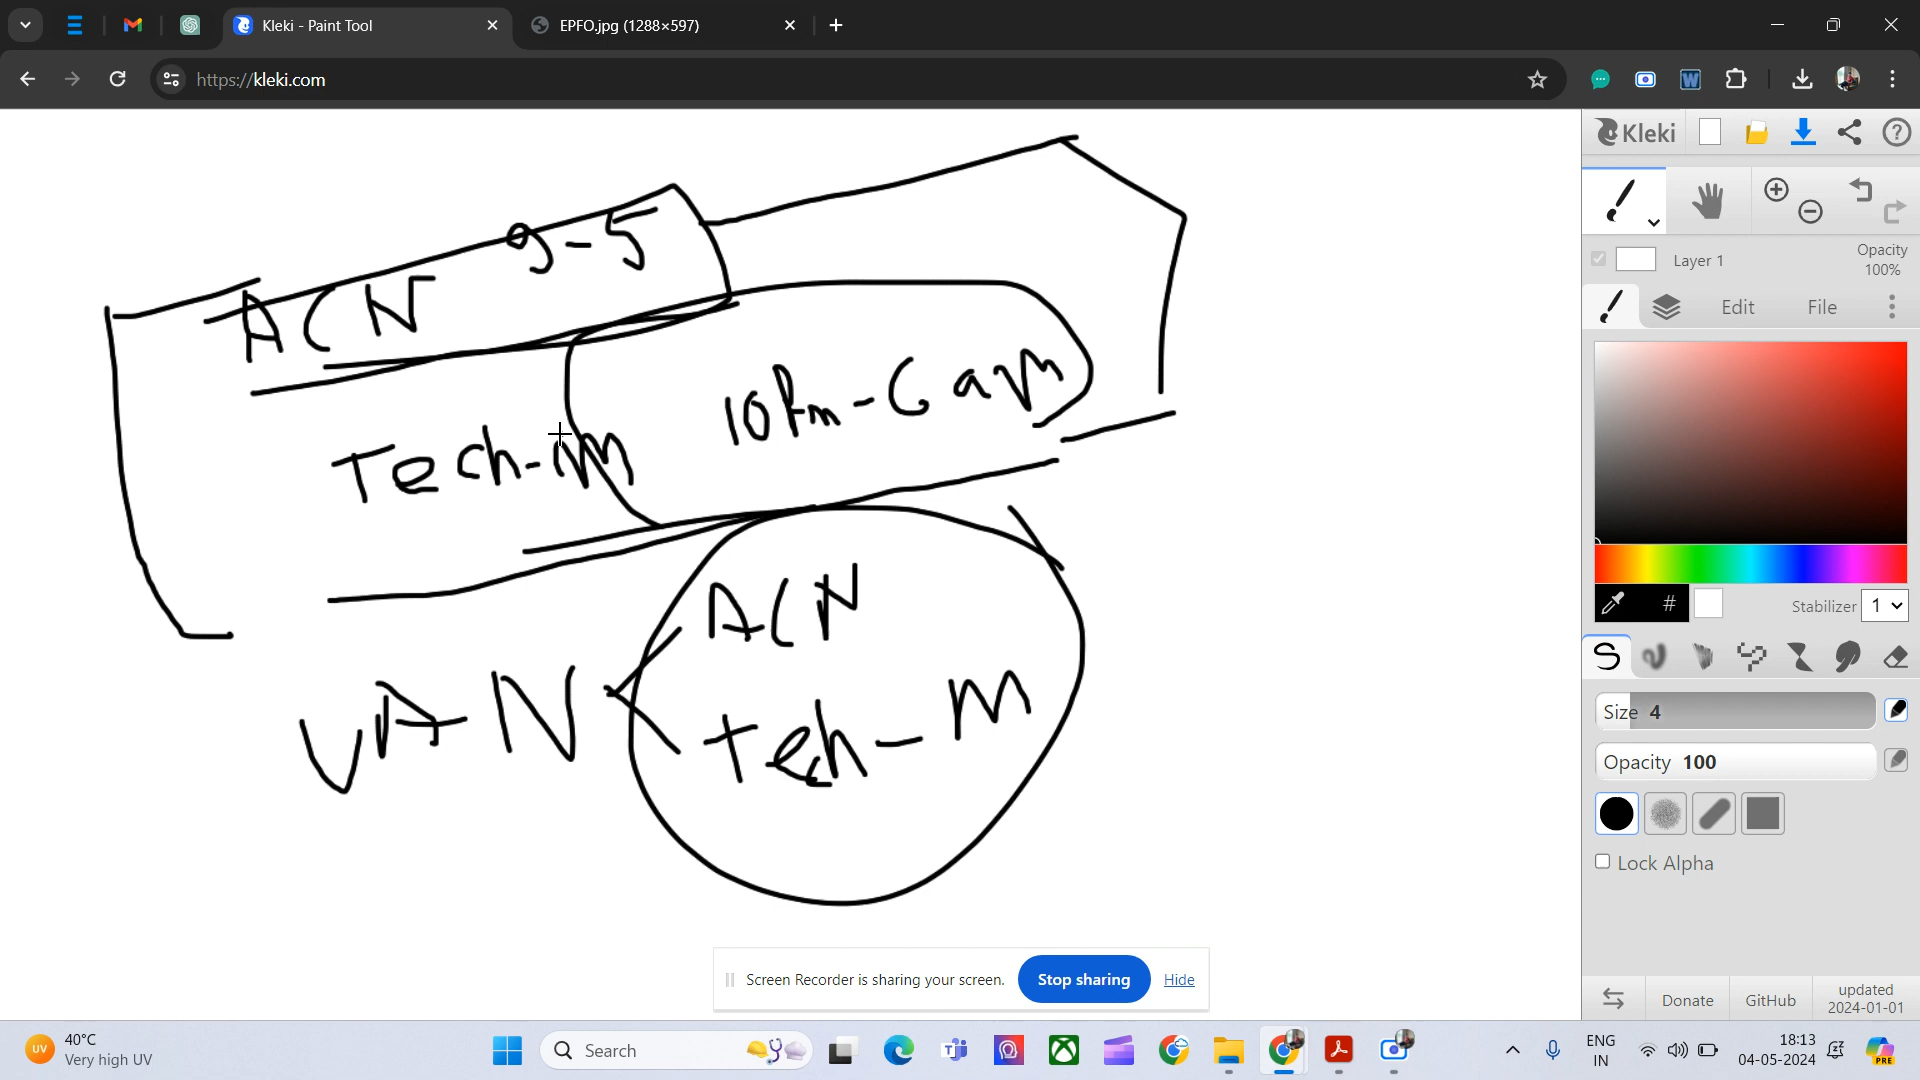 Kleki - Paint Tool
EPFO.jpg (1288×597)
https://kleki.com
Kleki
Layer 1
Opacity
100%
Edit
File
#
Stabilizer
1
Size 4
Opacity 100
Lock Alpha
Donate
GitHub
updated
2024-01-01
ACN 9-5
Tech-m 10Pm-6am
ACN
UAN
tech-m
Screen Recorder is sharing your screen.
Stop sharing
Hide
UV
40°C
Very high UV
Search
ENG
IN
18:13
04-05-2024
PRE